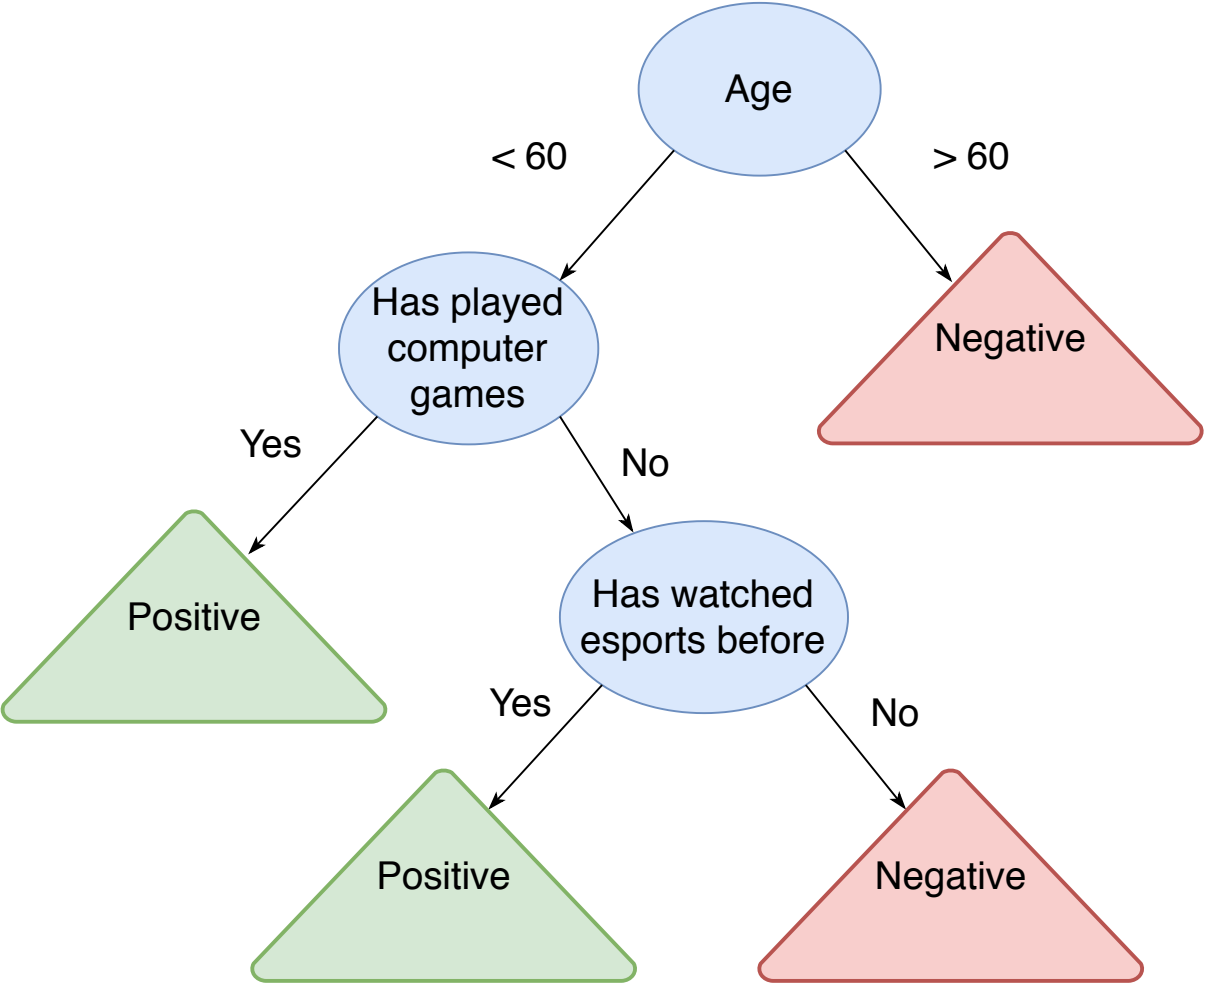 Age
< 60
> 60
Has played
computer
games
Negative
Yes
No
Positive
Has watched
esports before
Yes
No
Positive
Negative